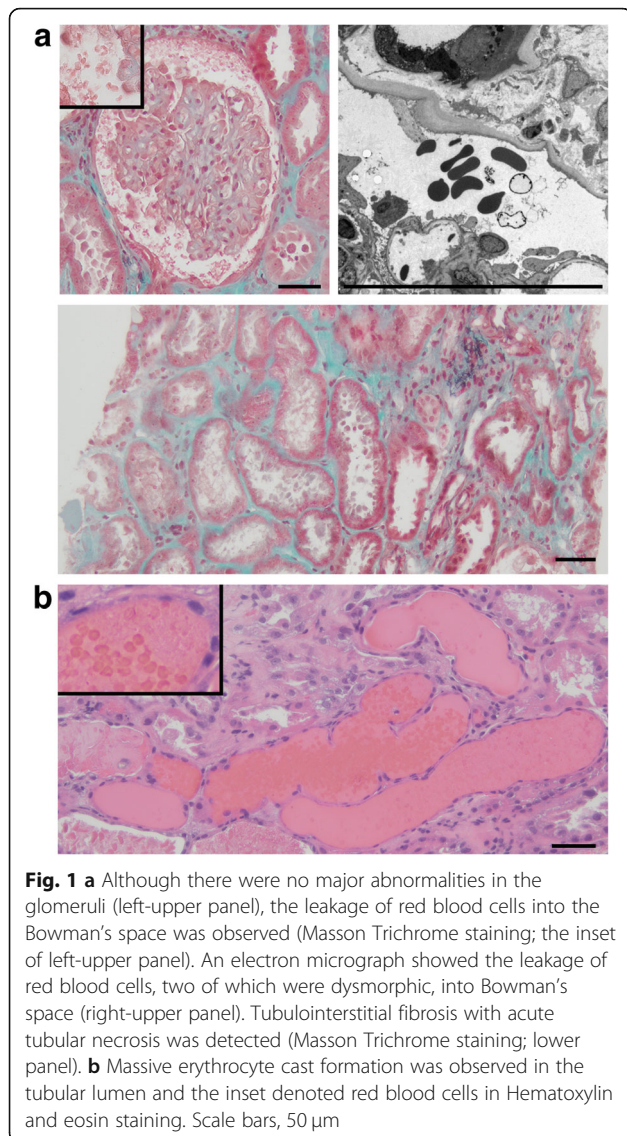 a
b
Fig. 1 a Although there were no major abnormalities in the
glomeruli (left-upper panel), the leakage of red blood cells into the
Bowman's space was observed (Masson Trichrome staining; the inset
of left-upper panel). An electron micrograph showed the leakage of
red blood cells, two of which were dysmorphic, into Bowman's
space (right-upper panel). Tubulointerstitial fibrosis with acute
tubular necrosis was detected (Masson Trichrome staining; lower
panel). b Massive erythrocyte cast formation was observed in the
tubular lumen and the inset denoted red blood cells in Hematoxylin
and eosin staining. Scale bars, 50 μm